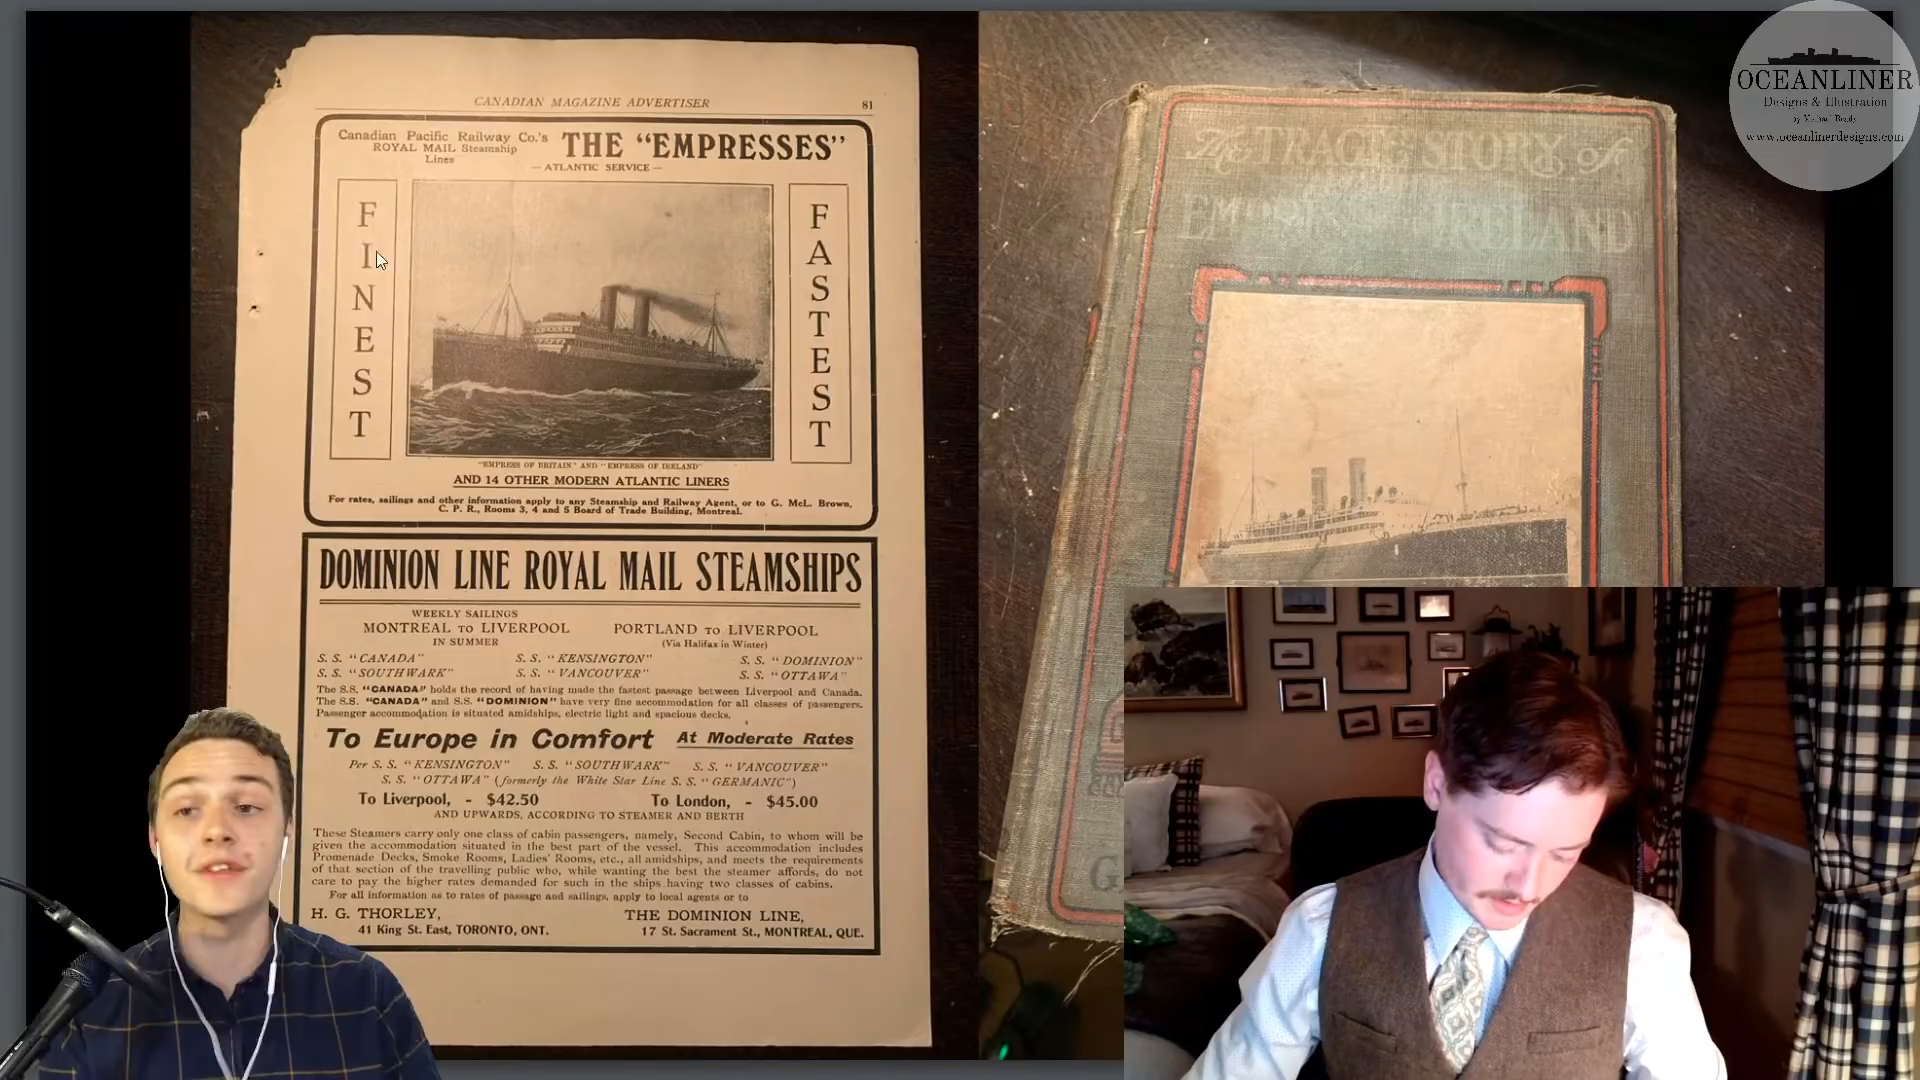 CANADIAN MAGAZINE ADVERTISER 81
Canadian Pacific Railway Co.'s
ROYAL MAIL Steamship
Lines
THE "EMPRESSES"
— ATLANTIC SERVICE —
FINEST
FASTEST
"EMPRESS OF BRITAIN" AND "EMPRESS OF IRELAND"
AND 14 OTHER MODERN ATLANTIC LINERS
For rates, sailings and other information apply to any Steamship and Railway Agent, or to G. McL. Brown,
C. P. R., Rooms 3, 4 and 5 Board of Trade Building, Montreal.
DOMINION LINE ROYAL MAIL STEAMSHIPS
WEEKLY SAILINGS
MONTREAL TO LIVERPOOL
IN SUMMER
PORTLAND TO LIVERPOOL
(Via Halifax in Winter)
S. S. "CANADA" S. S. "KENSINGTON" S. S. "DOMINION"
S. S. "SOUTHWARK" S. S. "VANCOUVER" S. S. "OTTAWA"
The S.S. "CANADA" holds the record of having made the fastest passage between Liverpool and Canada.
The S.S. "CANADA" and S.S. "DOMINION" have very fine accommodation for all classes of passengers.
Passenger accommodation is situated amidships, electric light and spacious decks.
To Europe in Comfort At Moderate Rates
Per S. S. "KENSINGTON" S. S. "SOUTHWARK" S. S. "VANCOUVER"
S. S. "OTTAWA" (formerly the White Star Line S. S. "GERMANIC")
To Liverpool, - $42.50 To London, - $45.00
AND UPWARDS, ACCORDING TO STEAMER AND BERTH
These Steamers carry only one class of cabin passengers, namely, Second Cabin, to whom will be
given the accommodation situated in the best part of the vessel. This accommodation includes
Promenade Decks, Smoke Rooms, Ladies' Rooms, etc., all amidships, and meets the requirements
of that section of the travelling public who, while wanting the best the steamer affords, do not
care to pay the higher rates demanded for such in the ships having two classes of cabins.
For all information as to rates of passage and sailings, apply to local agents or to
H. G. THORLEY,
41 King St. East, TORONTO, ONT.
THE DOMINION LINE,
17 St. Sacrament St., MONTREAL, QUE.
The TRAGIC STORY of
EMPRESS IRELAND
G
OCEANLINER
Designs & Illustration
by Michael Brady
www.oceanlinerdesigns.com